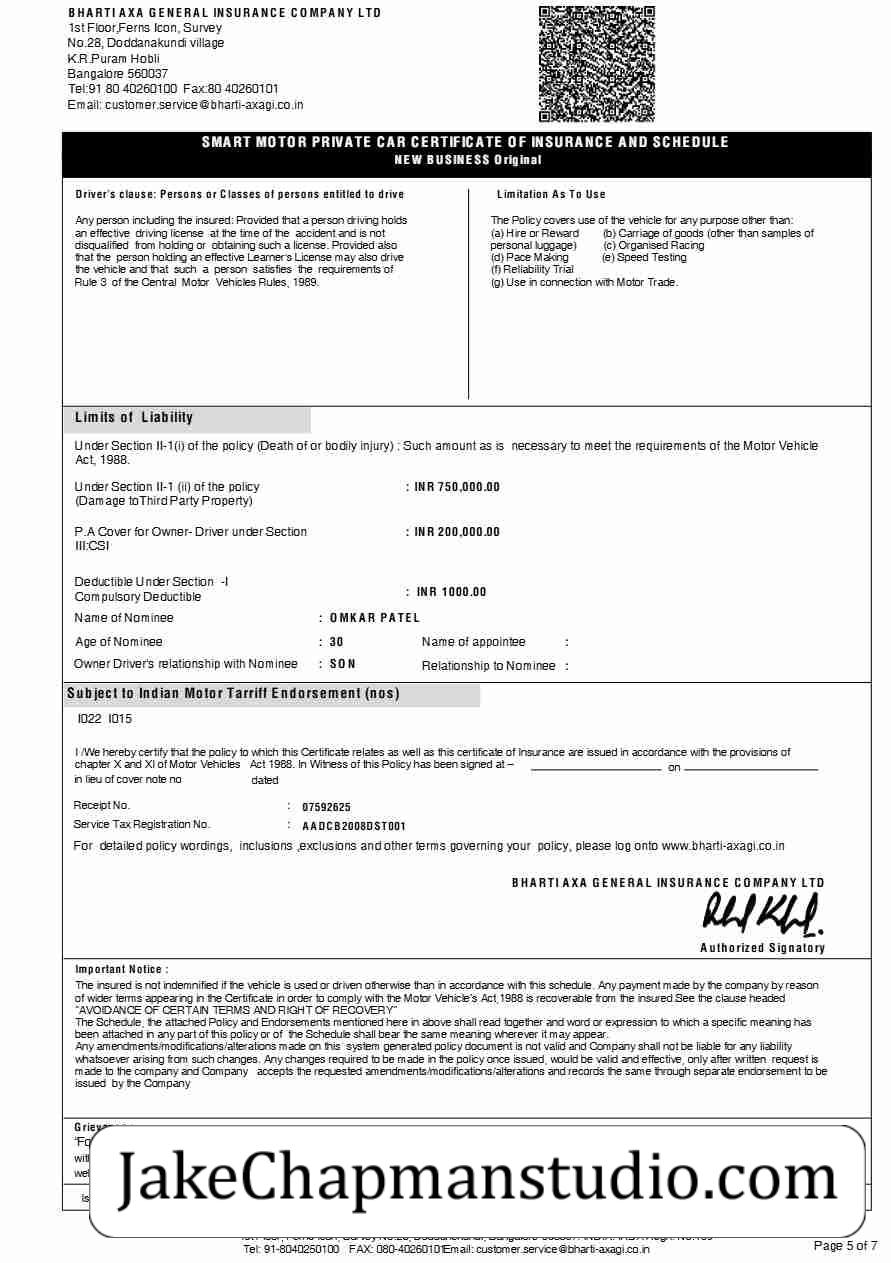 BHARTI AXA GENERAL INSURANCE COMPANY LTD
1st Floor,Ferns Icon, Survey
No.28, Doddanakundi village
K.R.Puram Hobli
Bangalore 560037
Tel:91 80 40260100 Fax:80 40260101
Email: customer.service@bharti-axagi.co.in
SMART MOTOR PRIVATE CAR CERTIFICATE OF INSURANCE AND SCHEDULE
NEW BUSINESS Original
Driver's clause: Persons or Classes of persons entitled to drive
Any person including the insured: Provided that a person driving holds
an effective driving license at the time of the accident and is not
disqualified from holding or obtaining such a license. Provided also
that the person holding an effective Learner's License may also drive
the vehicle and that such a person satisfies the requirements of
Rule 3 of the Central Motor Vehicles Rules, 1989.
Limitation As To Use
The Policy covers use of the vehicle for any purpose other than:
(a) Hire or Reward (b) Carriage of goods (other than samples of
personal luggage) (c) Organised Racing
(d) Pace Making (e) Speed Testing
(f) Reliability Trial
(g) Use in connection with Motor Trade.
Limits of Liability
Under Section II-1(i) of the policy (Death of or bodily injury) : Such amount as is necessary to meet the requirements of the Motor Vehicle
Act, 1988.
Under Section II-1 (ii) of the policy : INR 750,000.00
(Damage toThird Party Property)
P.A Cover for Owner- Driver under Section : INR 200,000.00
III:CSI
Deductible Under Section -I
Compulsory Deductible : INR 1000.00
Name of Nominee : OMKAR PATEL
Age of Nominee : 30 Name of appointee :
Owner Driver's relationship with Nominee : SON Relationship to Nominee :
Subject to Indian Motor Tarriff Endorsement (nos)
I022 I015
I /We hereby certify that the policy to which this Certificate relates as well as this certificate of Insurance are issued in accordance with the provisions of
chapter X and XI of Motor Vehicles Act 1988. In Witness of this Policy has been signed at – on
in lieu of cover note no dated
Receipt No. : 07592625
Service Tax Registration No. : AADCB2008DST001
For detailed policy wordings, inclusions ,exclusions and other terms governing your policy, please log onto www.bharti-axagi.co.in
BHARTI AXA GENERAL INSURANCE COMPANY LTD
Authorized Signatory
Important Notice :
The insured is not indemnified if the vehicle is used or driven otherwise than in accordance with this schedule. Any payment made by the company by reason
of wider terms appearing in the Certificate in order to comply with the Motor Vehicle's Act,1988 is recoverable from the insured.See the clause headed
"AVOIDANCE OF CERTAIN TERMS AND RIGHT OF RECOVERY"
The Schedule, the attached Policy and Endorsements mentioned here in above shall read together and word or expression to which a specific meaning has
been attached in any part of this policy or of the Schedule shall bear the same meaning wherever it may appear.
Any amendments/modifications/alterations made on this system generated policy document is not valid and Company shall not be liable for any liability
whatsoever arising from such changes. Any changes required to be made in the policy once issued, would be valid and effective, only after written request is
made to the company and Company accepts the requested amendments/modifications/alterations and records the same through separate endorsement to be
issued by the Company
JakeChapmanstudio.com
Tel: 91-8040250100 FAX: 080-40260101Email: customer.service@bharti-axagi.co.in
Page 5 of 7